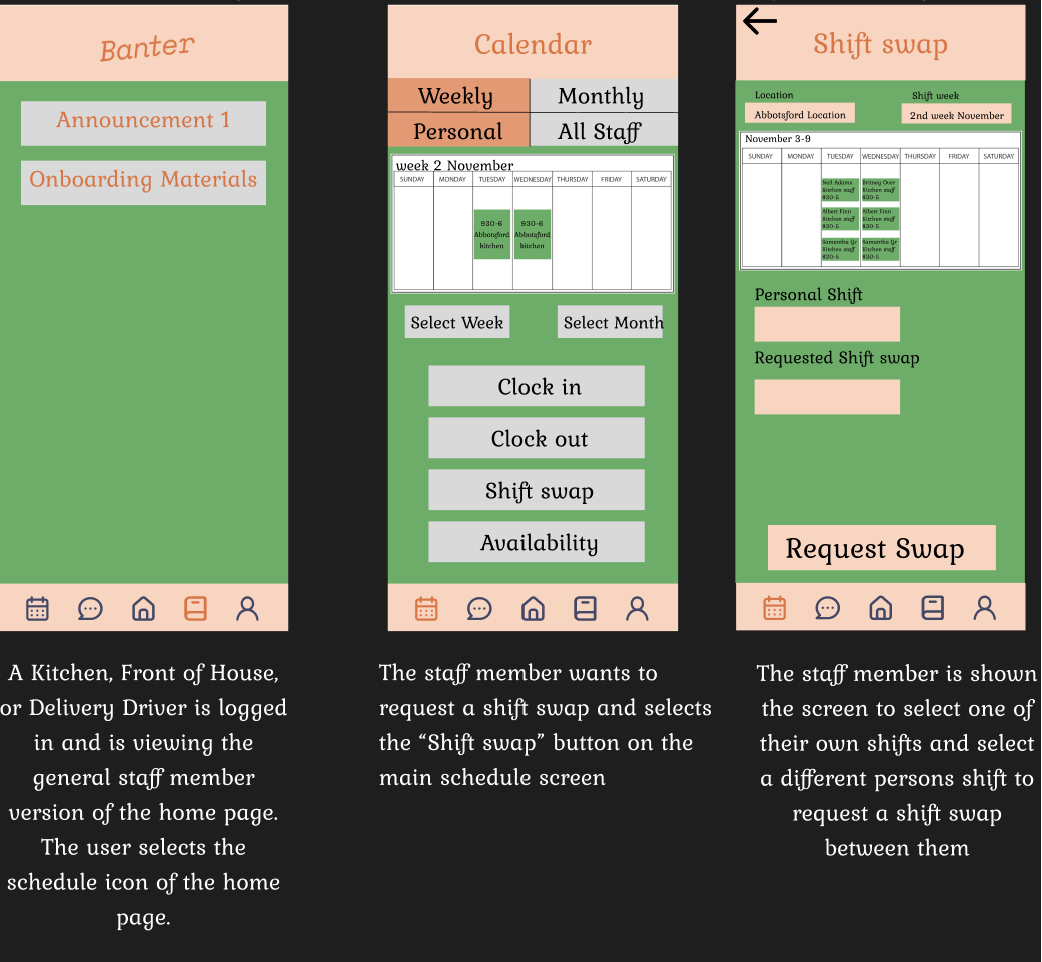 Banter
Announcement 1
Onboarding Materials
A Kitchen, Front of House,
or Delivery Driver is logged
in and is viewing the
general staff member
version of the home page.
The user selects the
schedule icon of the home
page.
Calendar
Weekly
Monthly
Personal
All Staff
week 2 November
SUNDAY MONDAY TUESDAY WEDNESDAY THURSDAY FRIDAY SATURDAY
930-6 930-6
Abbotsford Abbotsford
kitchen kitchen
Select Week
Select Month
Clock in
Clock out
Shift swap
Availability
The staff member wants to
request a shift swap and selects
the “Shift swap” button on the
main schedule screen
Shift swap
Location
Shift week
Abbotsford Location
2nd week November
November 3-9
SUNDAY MONDAY TUESDAY WEDNESDAY THURSDAY FRIDAY SATURDAY
Neil Adams Britney Over
Kitchen staff Kitchen staff
830-5 830-5
Albert Finn Albert Finn
Kitchen staff Kitchen staff
830-5 830-5
Samantha Gr Samantha Gr
Kitchen staff Kitchen staff
830-5 830-5
Personal Shift
Requested Shift swap
Request Swap
The staff member is shown
the screen to select one of
their own shifts and select
a different persons shift to
request a shift swap
between them